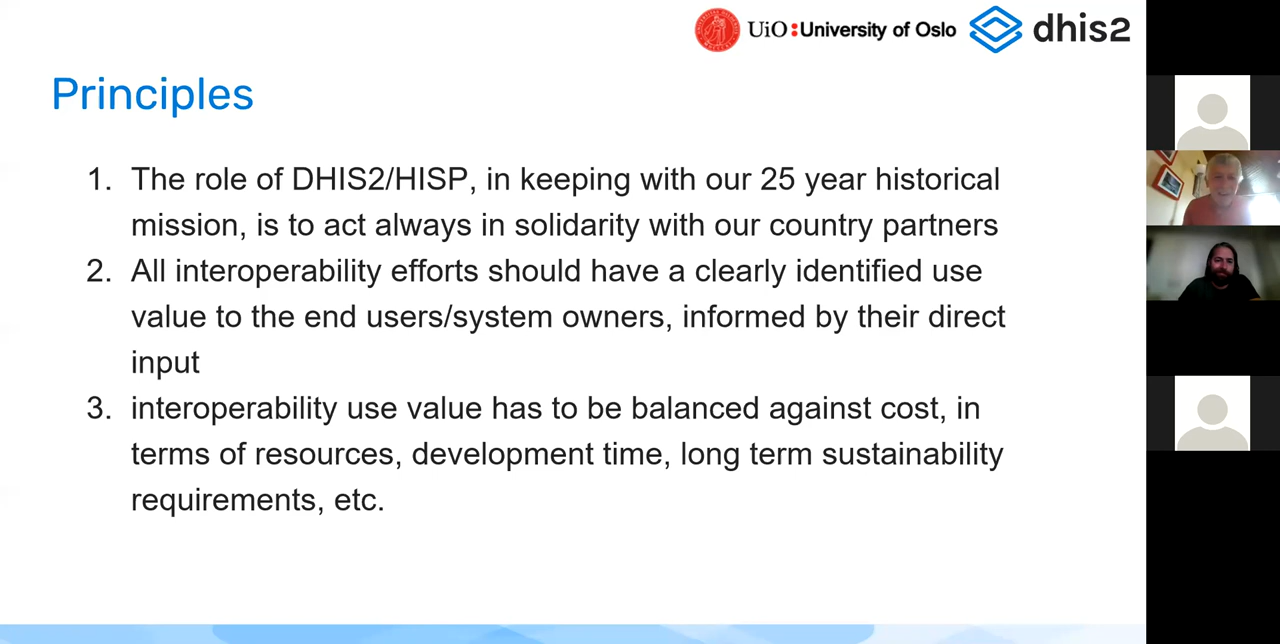 UiO:University of Oslo dhis2
Principles
1. The role of DHIS2/HISP, in keeping with our 25 year historical
mission, is to act always in solidarity with our country partners
2. All interoperability efforts should have a clearly identified use
value to the end users/system owners, informed by their direct
input
3. interoperability use value has to be balanced against cost, in
terms of resources, development time, long term sustainability
requirements, etc.